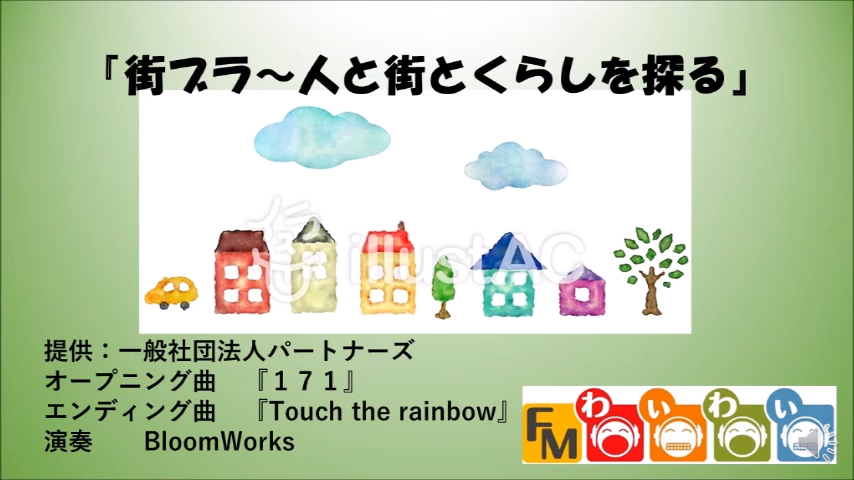 『街ブラ～人と街とくらしを探る』
illustAC
提供：一般社団法人パートナーズ
オープニング曲　『１７１』
エンディング曲　『Touch the rainbow』
演奏　　BloomWorks
FM わ い わ い